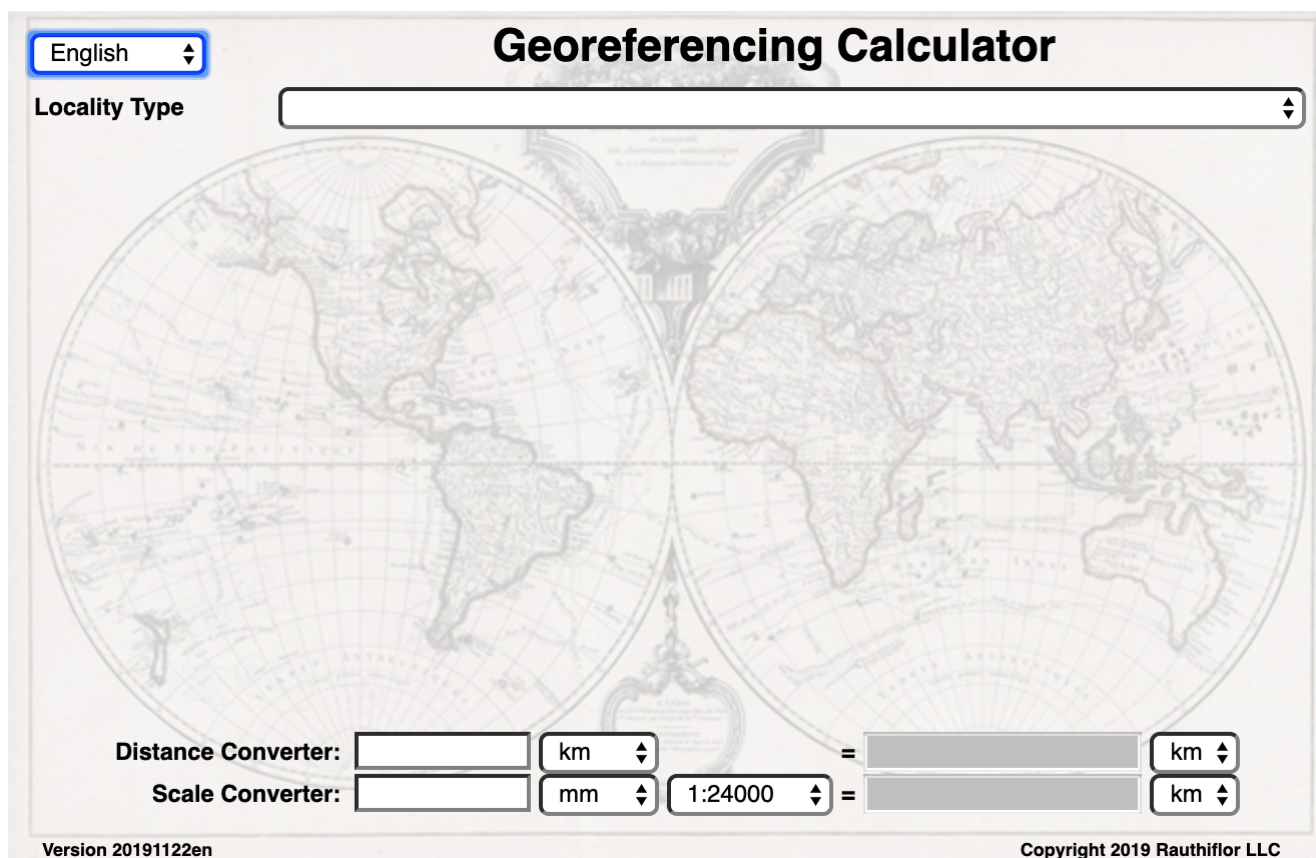 English
Georeferencing Calculator
Locality Type
Distance Converter: km = km
Scale Converter: mm 1:24000 = km
Version 20191122en
Copyright 2019 Rauthiflor LLC